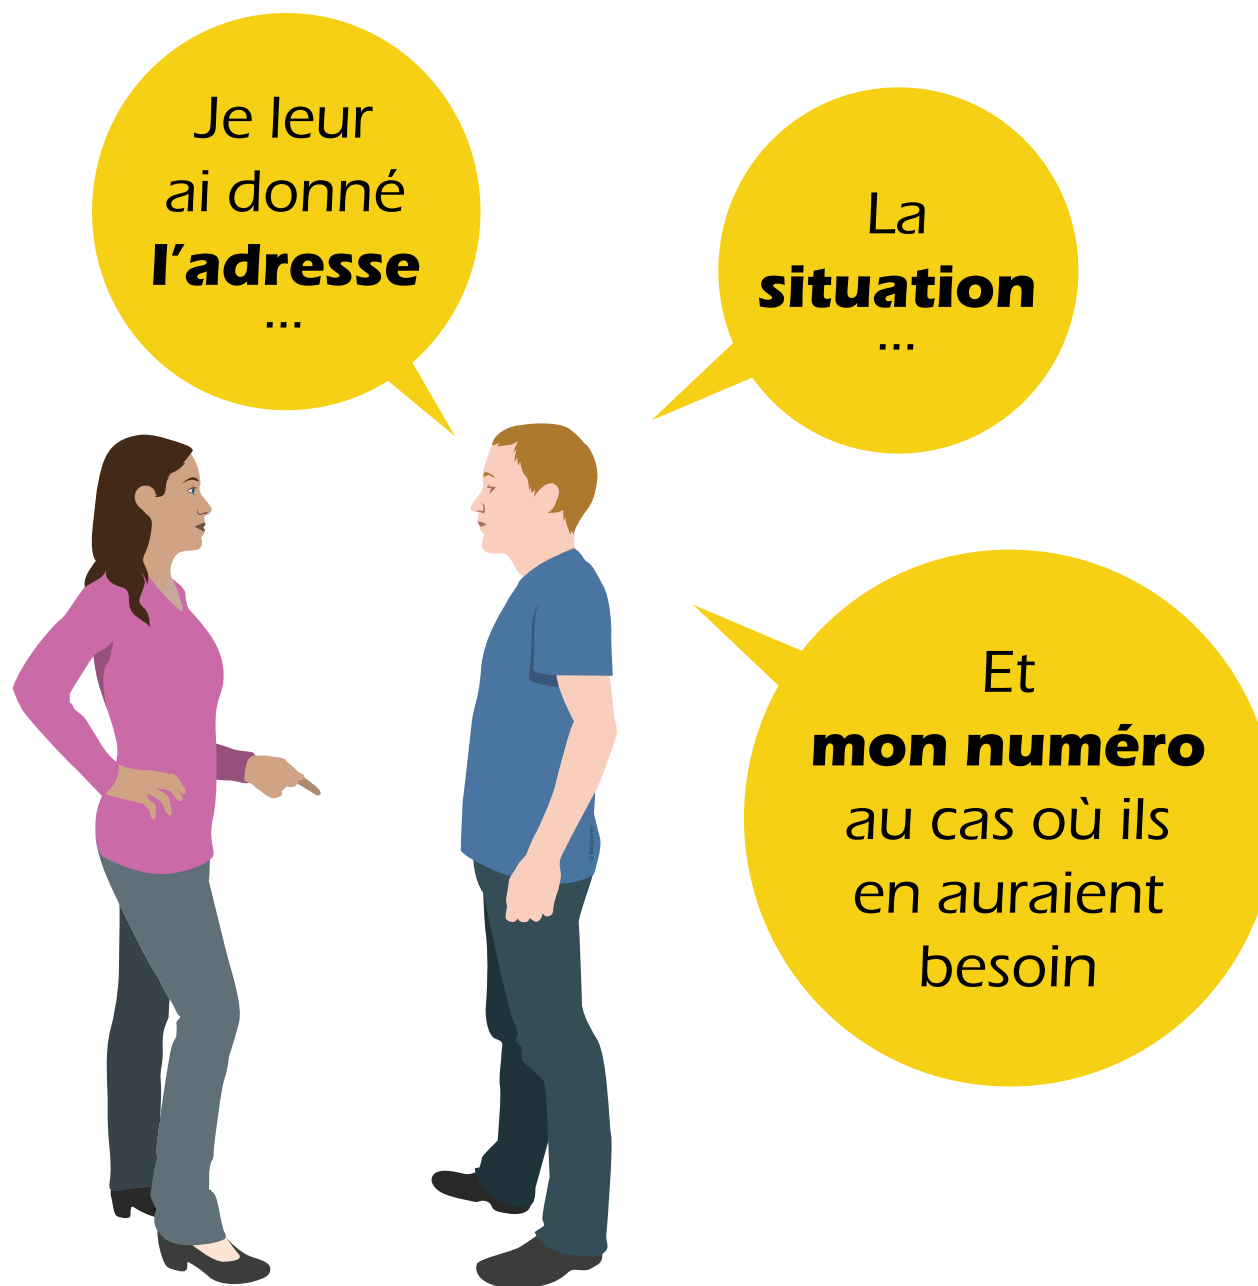 Je leur
ai donné
l'adresse
...
La
situation
...
Et
mon numéro
au cas où ils
en auraient
besoin